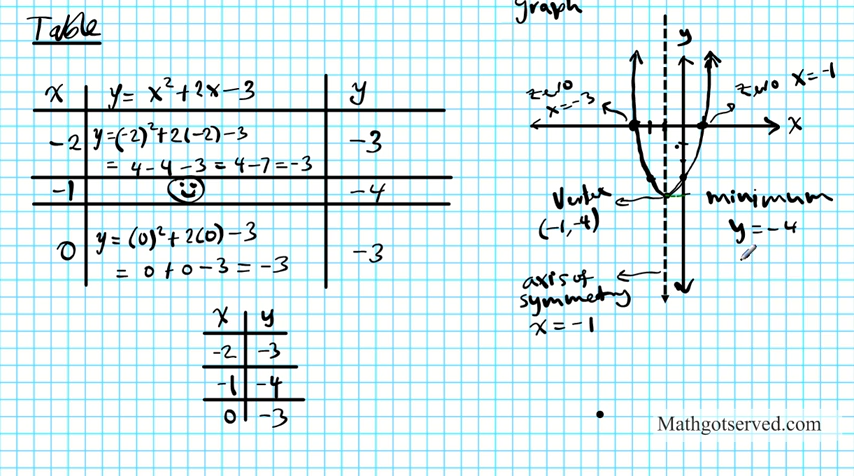 Table
x y = x² + 2x - 3 y
-2 y = (-2)² + 2(-2) - 3 -3
= 4 - 4 - 3 = 4 - 7 = -3
-1 -4
0 y = (0)² + 2(0) - 3 -3
= 0 + 0 - 3 = -3
x y
-2 -3
-1 -4
0 -3
graph
y
zero
x = -3
zero x = -1
x
Vertex
(-1, -4)
minimum
y = -4
axis of
symmetry
x = -1
Mathgotserved.com